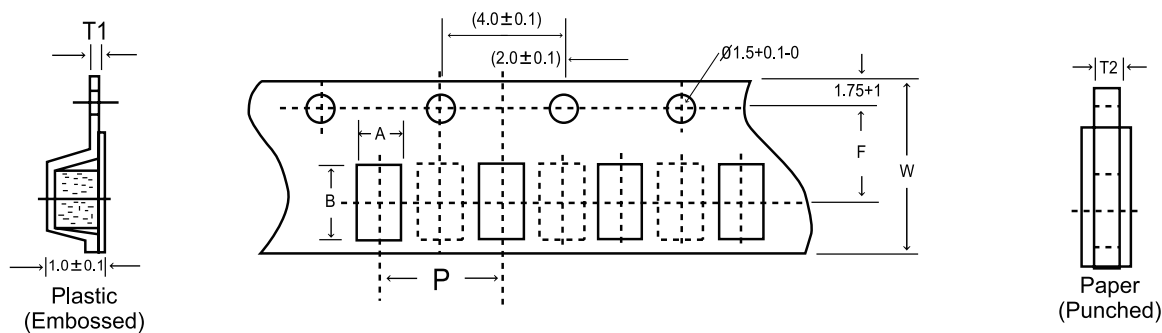 T1
(4.0±0.1)
(2.0±0.1)
Ø1.5+0.1-0
T2
1.75+1
A
F
W
B
1.0±0.1
P
Plastic
(Embossed)
Paper
(Punched)